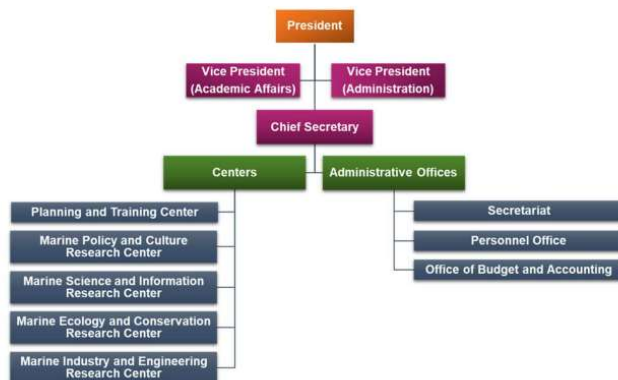 President
Vice President
(Academic Affairs)
Vice President
(Administration)
Chief Secretary
Centers
Administrative Offices
Planning and Training Center
Marine Policy and Culture
Research Center
Marine Science and Information
Research Center
Marine Ecology and Conservation
Research Center
Marine Industry and Engineering
Research Center
Secretariat
Personnel Office
Office of Budget and Accounting